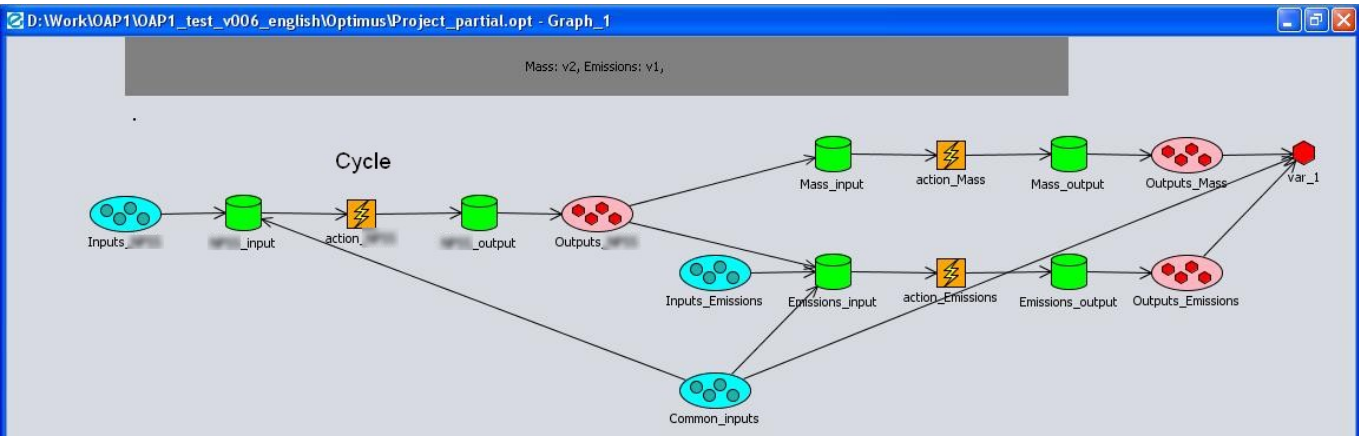 D:\Work\OAP1\OAP1_test_v006_english\Optimus\Project_partial.opt - Graph_1
Mass: v2, Emissions: v1,
.
Cycle
Mass_input
action_Mass
Mass_output
Outputs_Mass
var_1
Inputs_
_input
action_
_output
Outputs_
Inputs_Emissions
Emissions_input
action_Emissions
Emissions_output
Outputs_Emissions
Common_inputs